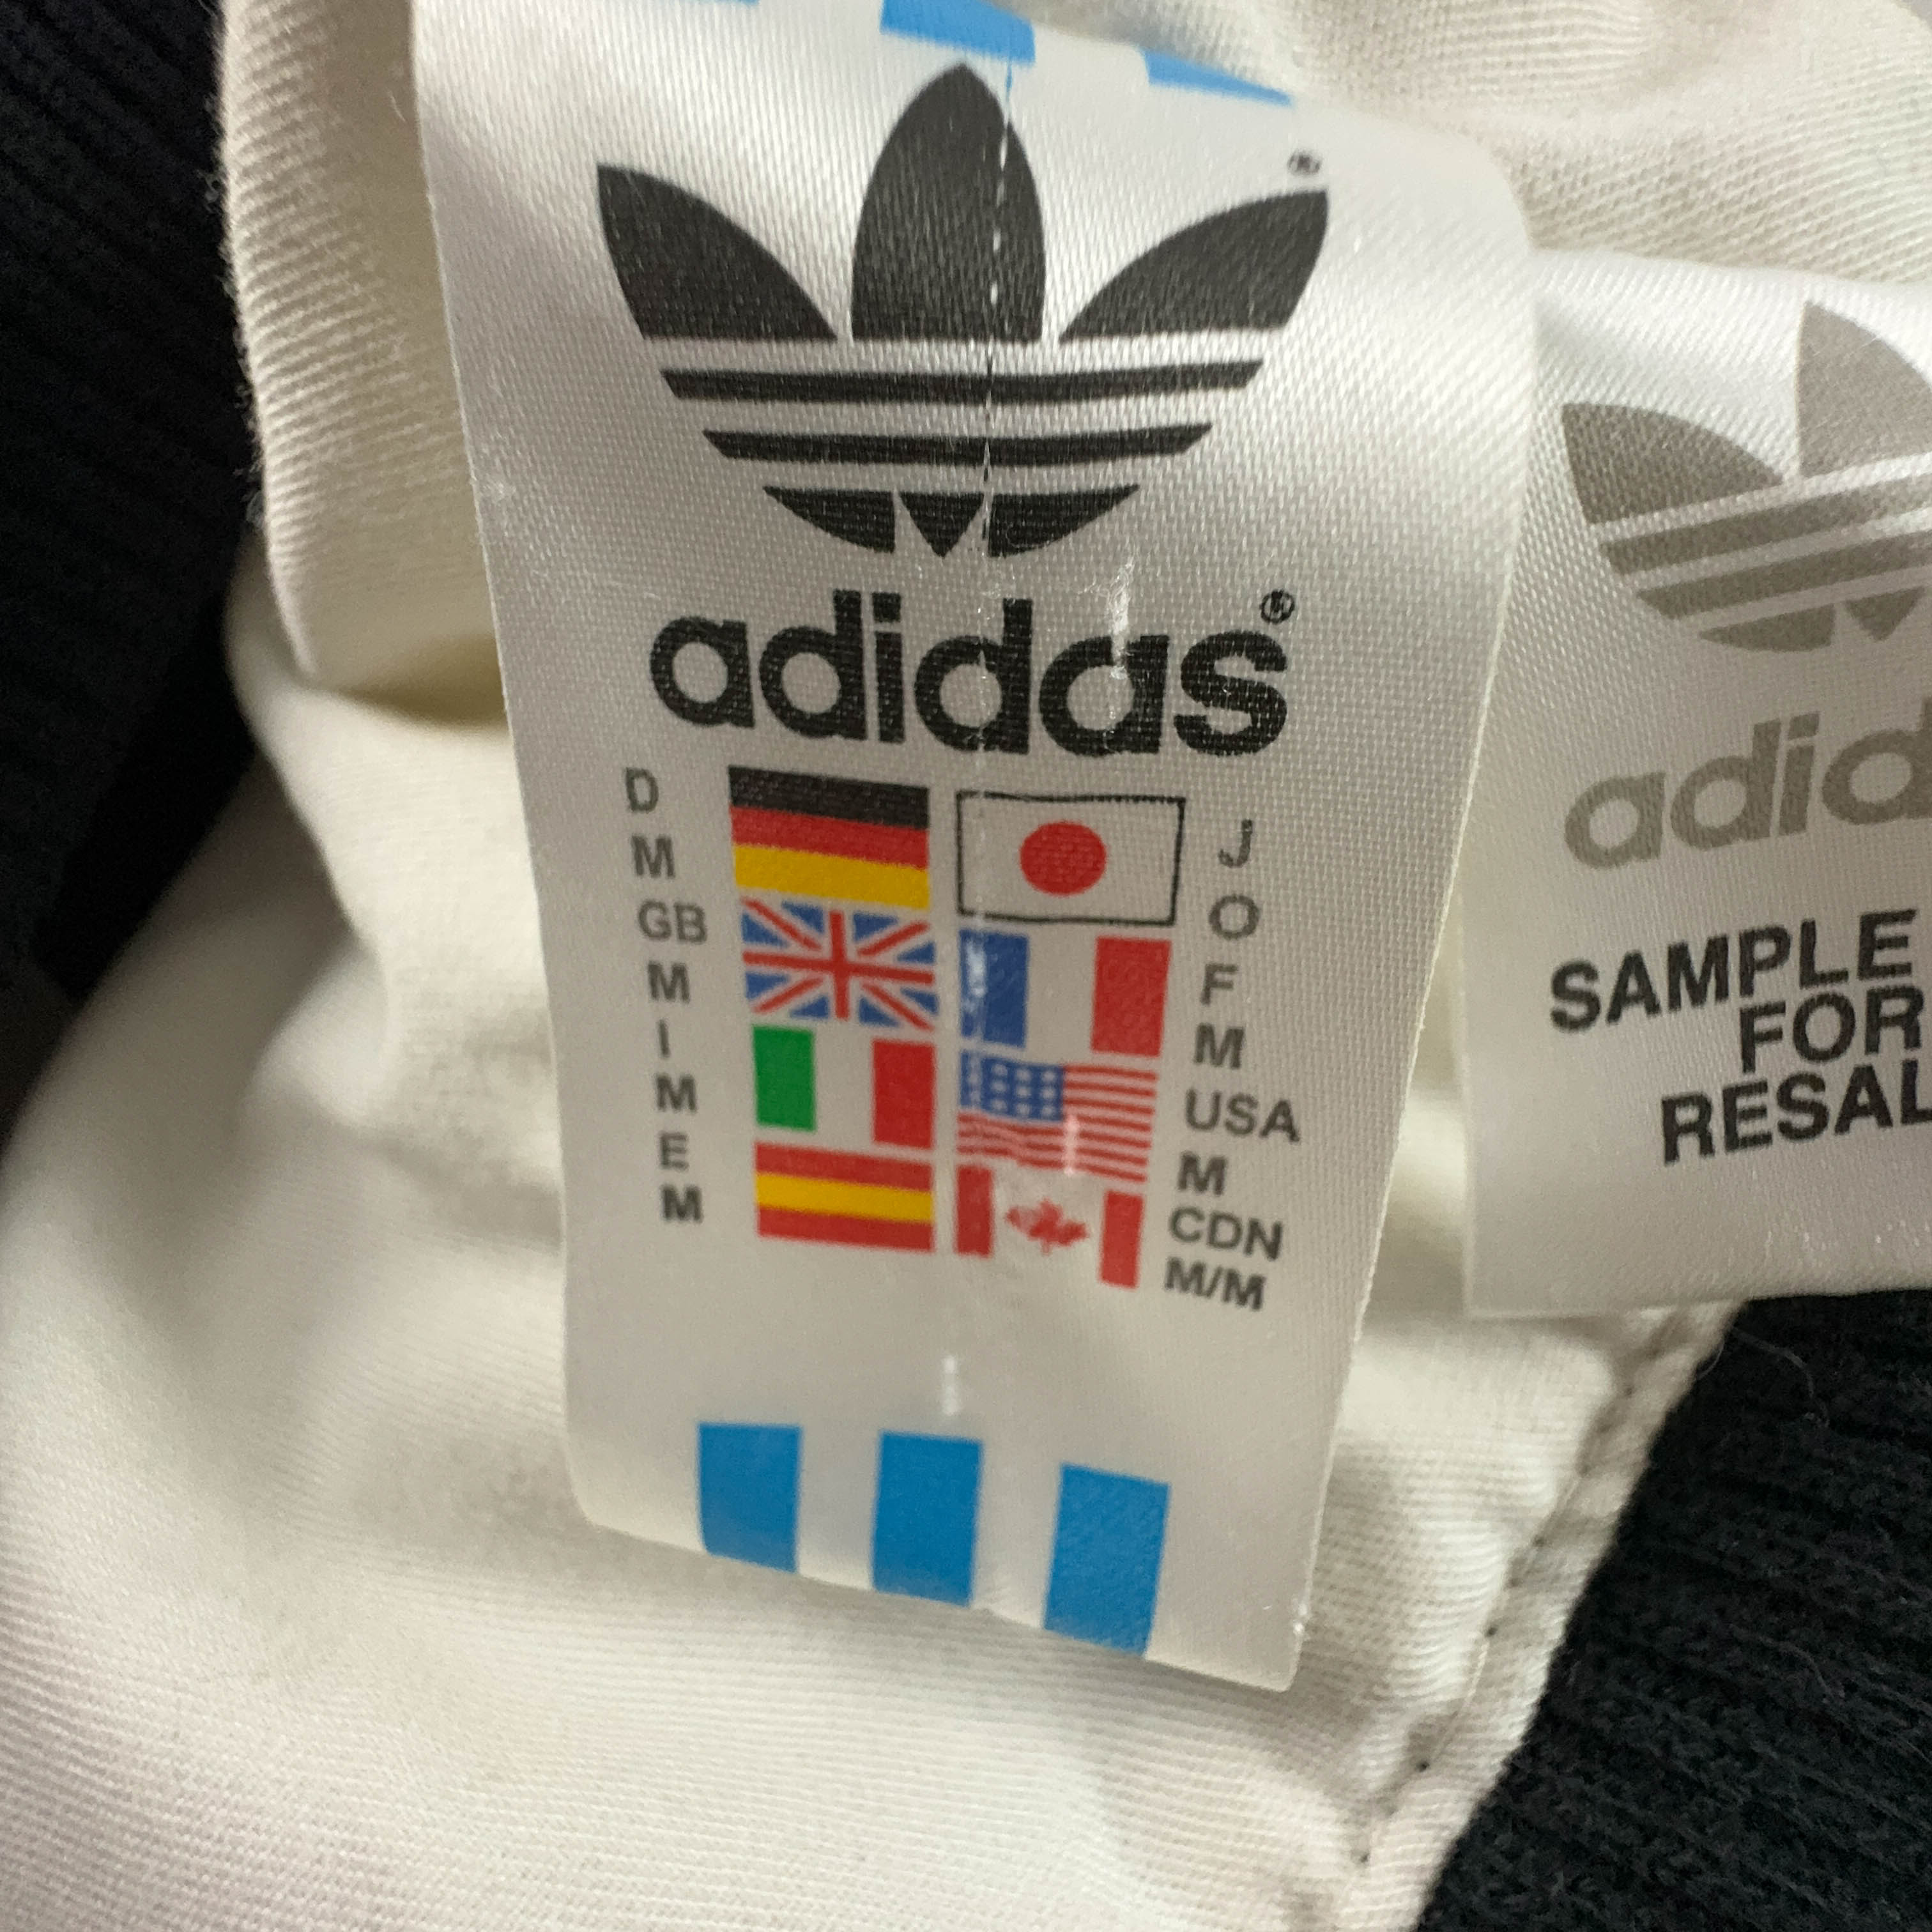 ®
adidas®
D
M
GB
M
I
M
E
M
J
O
F
M
USA
M
CDN
M/M
adid
SAMPLE
FOR
RESAL